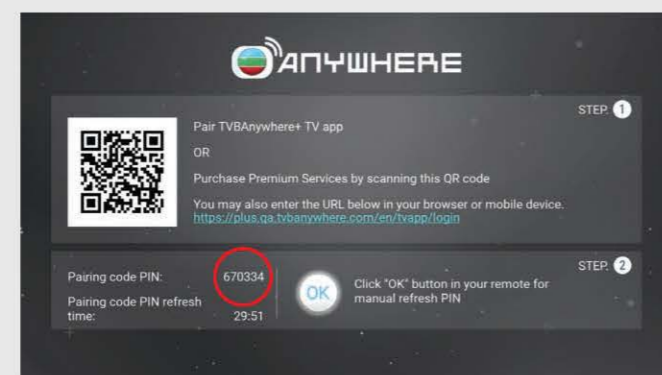 ANYWHERE
STEP. 1
Pair TVBAnywhere+ TV app
OR
Purchase Premium Services by scanning this QR code
You may also enter the URL below in your browser or mobile device.
https://plus.qa.tvbanywhere.com/en/tvapp/login
STEP. 2
Pairing code PIN: 670334
Pairing code PIN refresh
time: 29:51
OK
Click "OK" button in your remote for
manual refresh PIN